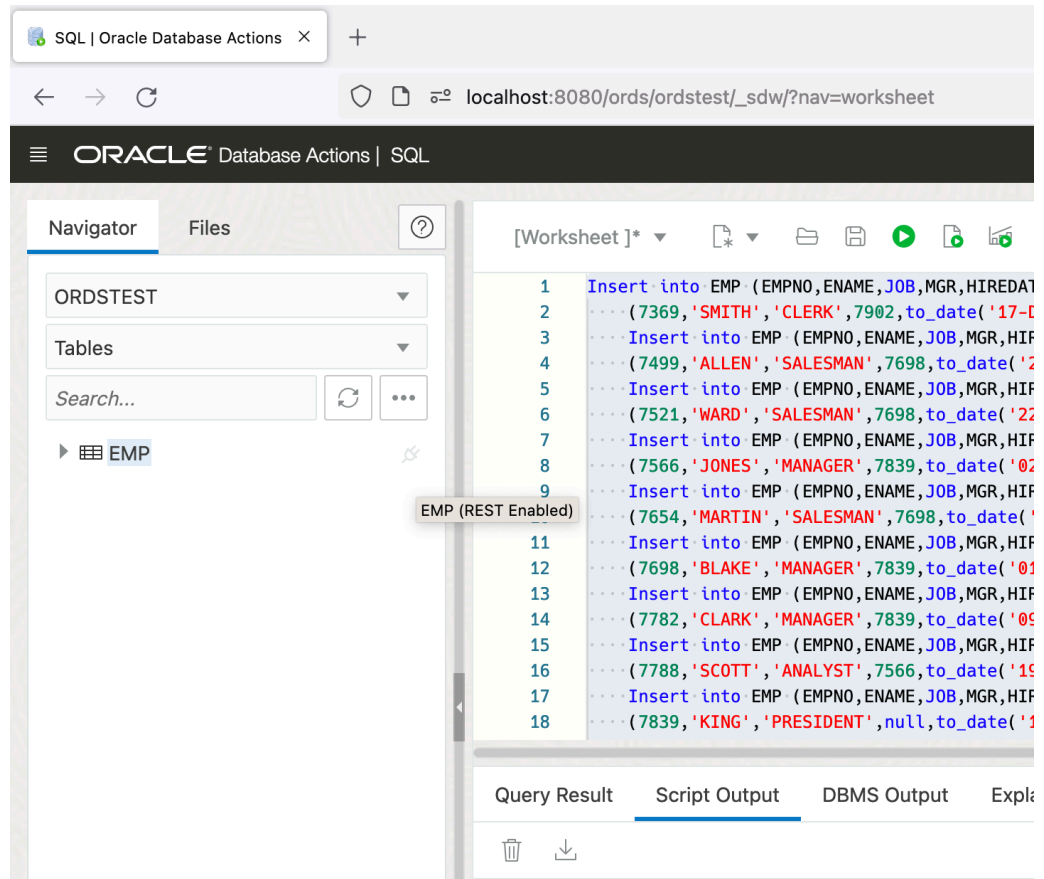 SQL | Oracle Database Actions
localhost:8080/ords/ordstest/_sdw/?nav=worksheet
ORACLE Database Actions | SQL
Navigator
Files
ORDSTEST
Tables
Search...
EMP
EMP (REST Enabled)
[Worksheet ]*
1 Insert into EMP (EMPNO,ENAME,JOB,MGR,HIREDAT
2 (7369,'SMITH','CLERK',7902,to_date('17-D
3 Insert into EMP (EMPNO,ENAME,JOB,MGR,HIR
4 (7499,'ALLEN','SALESMAN',7698,to_date('2
5 Insert into EMP (EMPNO,ENAME,JOB,MGR,HIR
6 (7521,'WARD','SALESMAN',7698,to_date('22
7 Insert into EMP (EMPNO,ENAME,JOB,MGR,HIR
8 (7566,'JONES','MANAGER',7839,to_date('02
9 Insert into EMP (EMPNO,ENAME,JOB,MGR,HIR
(7654,'MARTIN','SALESMAN',7698,to_date('
11 Insert into EMP (EMPNO,ENAME,JOB,MGR,HIR
12 (7698,'BLAKE','MANAGER',7839,to_date('01
13 Insert into EMP (EMPNO,ENAME,JOB,MGR,HIR
14 (7782,'CLARK','MANAGER',7839,to_date('09
15 Insert into EMP (EMPNO,ENAME,JOB,MGR,HIR
16 (7788,'SCOTT','ANALYST',7566,to_date('19
17 Insert into EMP (EMPNO,ENAME,JOB,MGR,HIR
18 (7839,'KING','PRESIDENT',null,to_date('1
Query Result
Script Output
DBMS Output
Expla